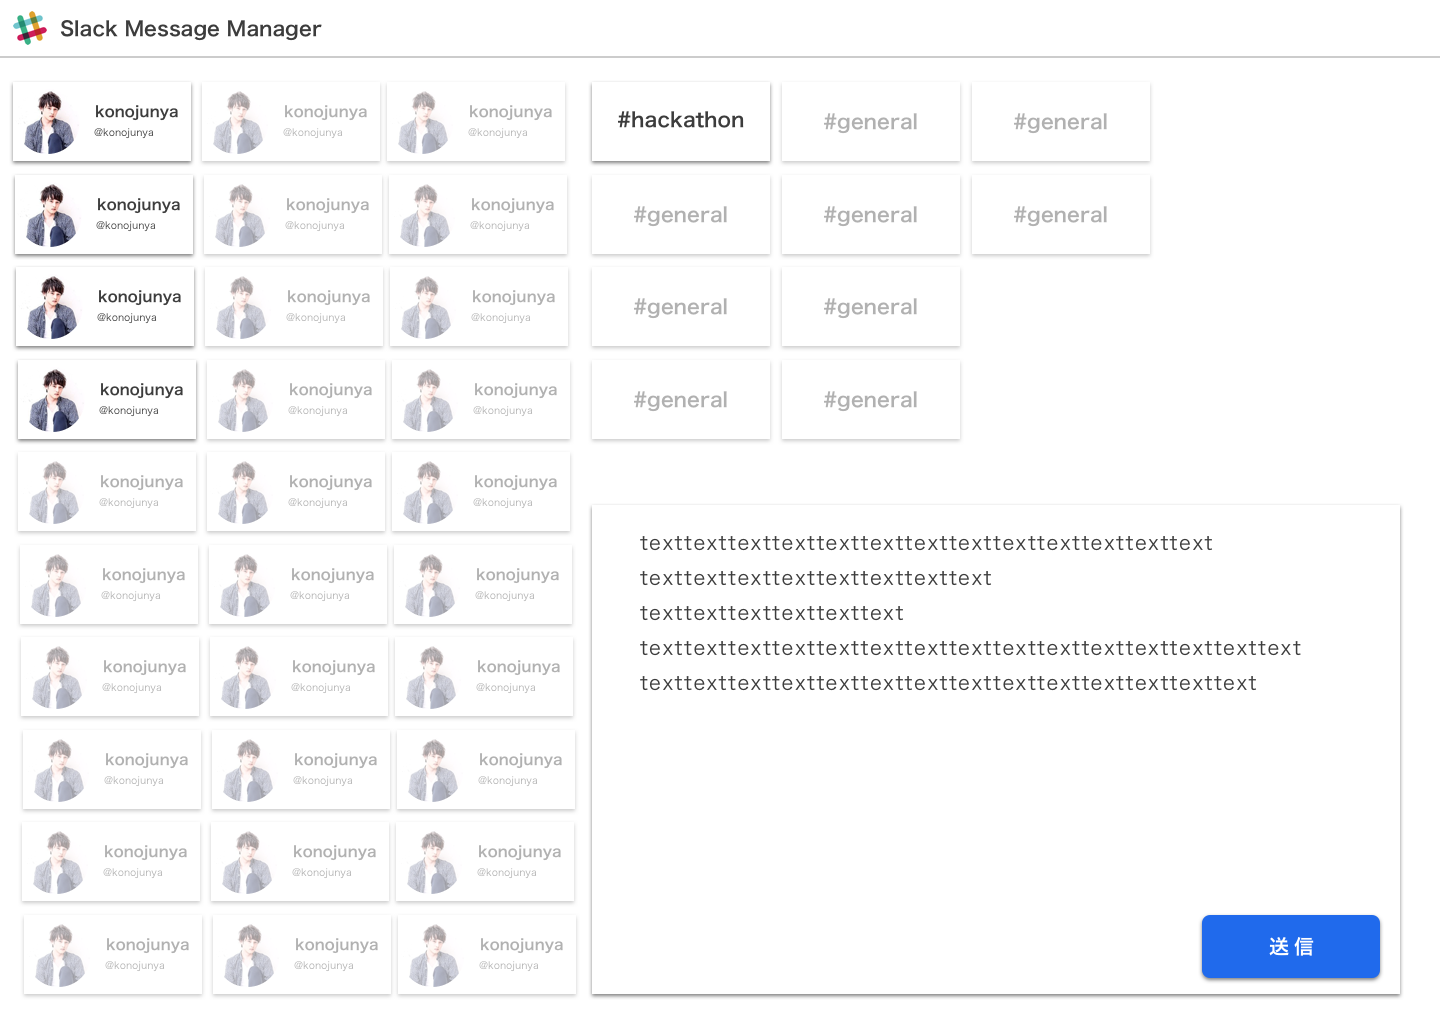 Slack Message Manager
konojunya
@konojunya
konojunya
@konojunya
konojunya
@konojunya
konojunya
@konojunya
konojunya
@konojunya
konojunya
@konojunya
konojunya
@konojunya
konojunya
@konojunya
konojunya
@konojunya
konojunya
@konojunya
konojunya
@konojunya
konojunya
@konojunya
konojunya
@konojunya
konojunya
@konojunya
konojunya
@konojunya
konojunya
@konojunya
konojunya
@konojunya
konojunya
@konojunya
konojunya
@konojunya
konojunya
@konojunya
konojunya
@konojunya
konojunya
@konojunya
konojunya
@konojunya
konojunya
@konojunya
konojunya
@konojunya
konojunya
@konojunya
konojunya
@konojunya
konojunya
@konojunya
konojunya
@konojunya
konojunya
@konojunya
#hackathon
#general
#general
#general
#general
#general
#general
#general
#general
#general
texttexttexttexttexttexttexttexttexttexttexttexttext
texttexttexttexttexttexttexttext
texttexttexttexttexttext
texttexttexttexttexttexttexttexttexttexttexttexttexttexttext
texttexttexttexttexttexttexttexttexttexttexttexttexttext
送信